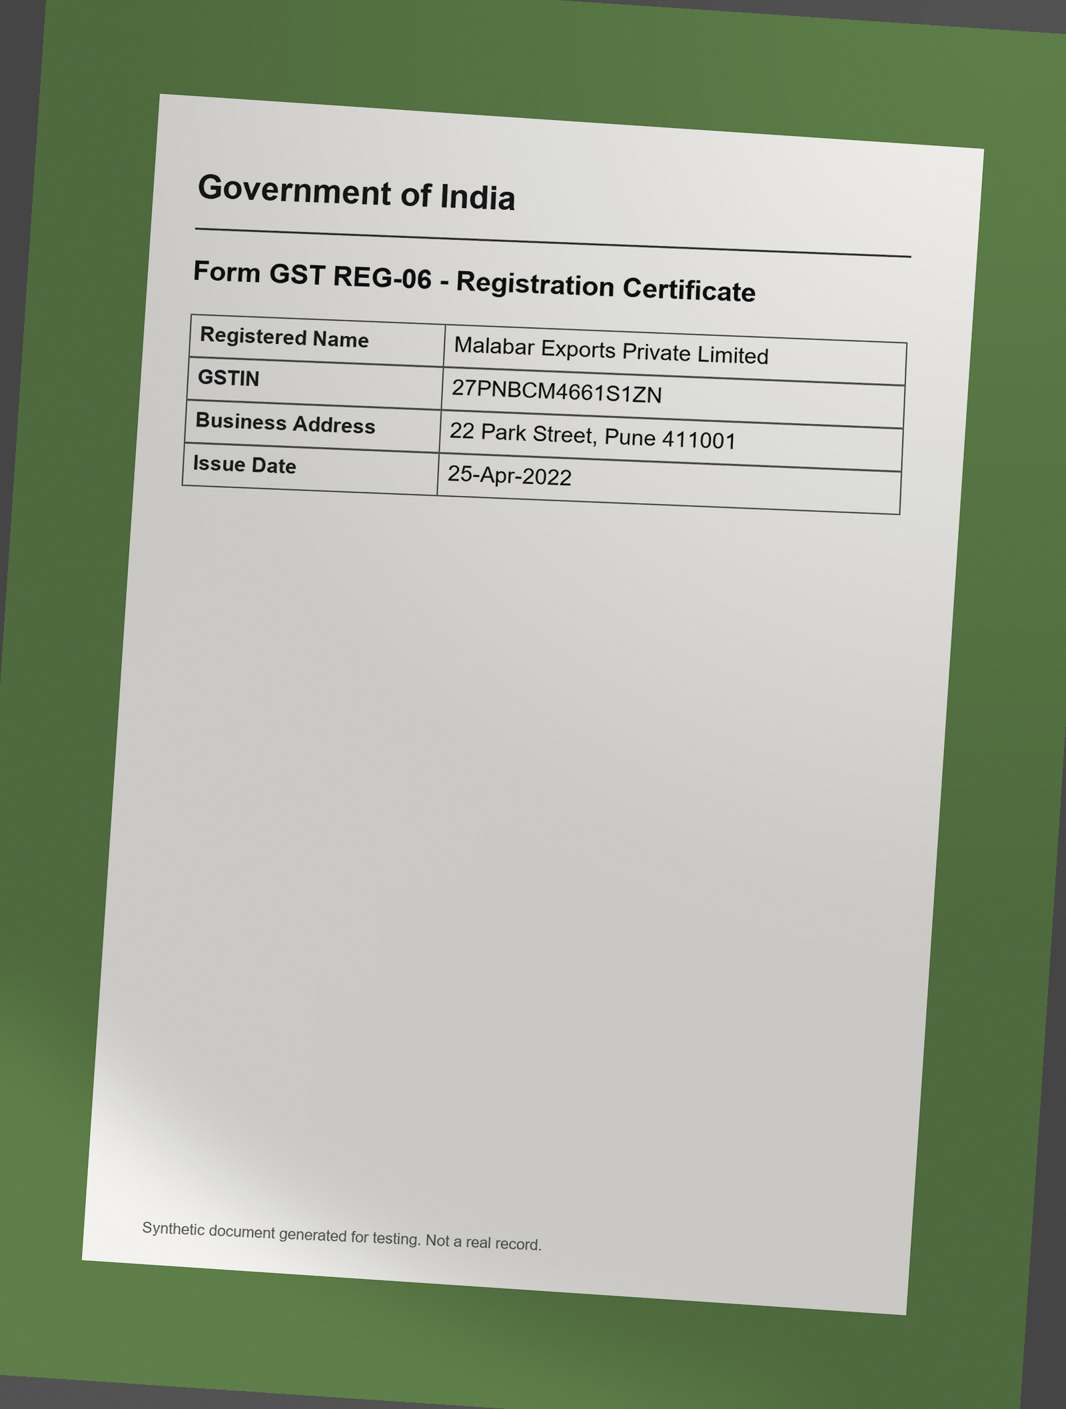 Government of India
Form GST REG-06 - Registration Certificate
Registered Name Malabar Exports Private Limited
GSTIN 27PNBCM4661S1ZN
Business Address 22 Park Street, Pune 411001
Issue Date 25-Apr-2022
Synthetic document generated for testing. Not a real record.